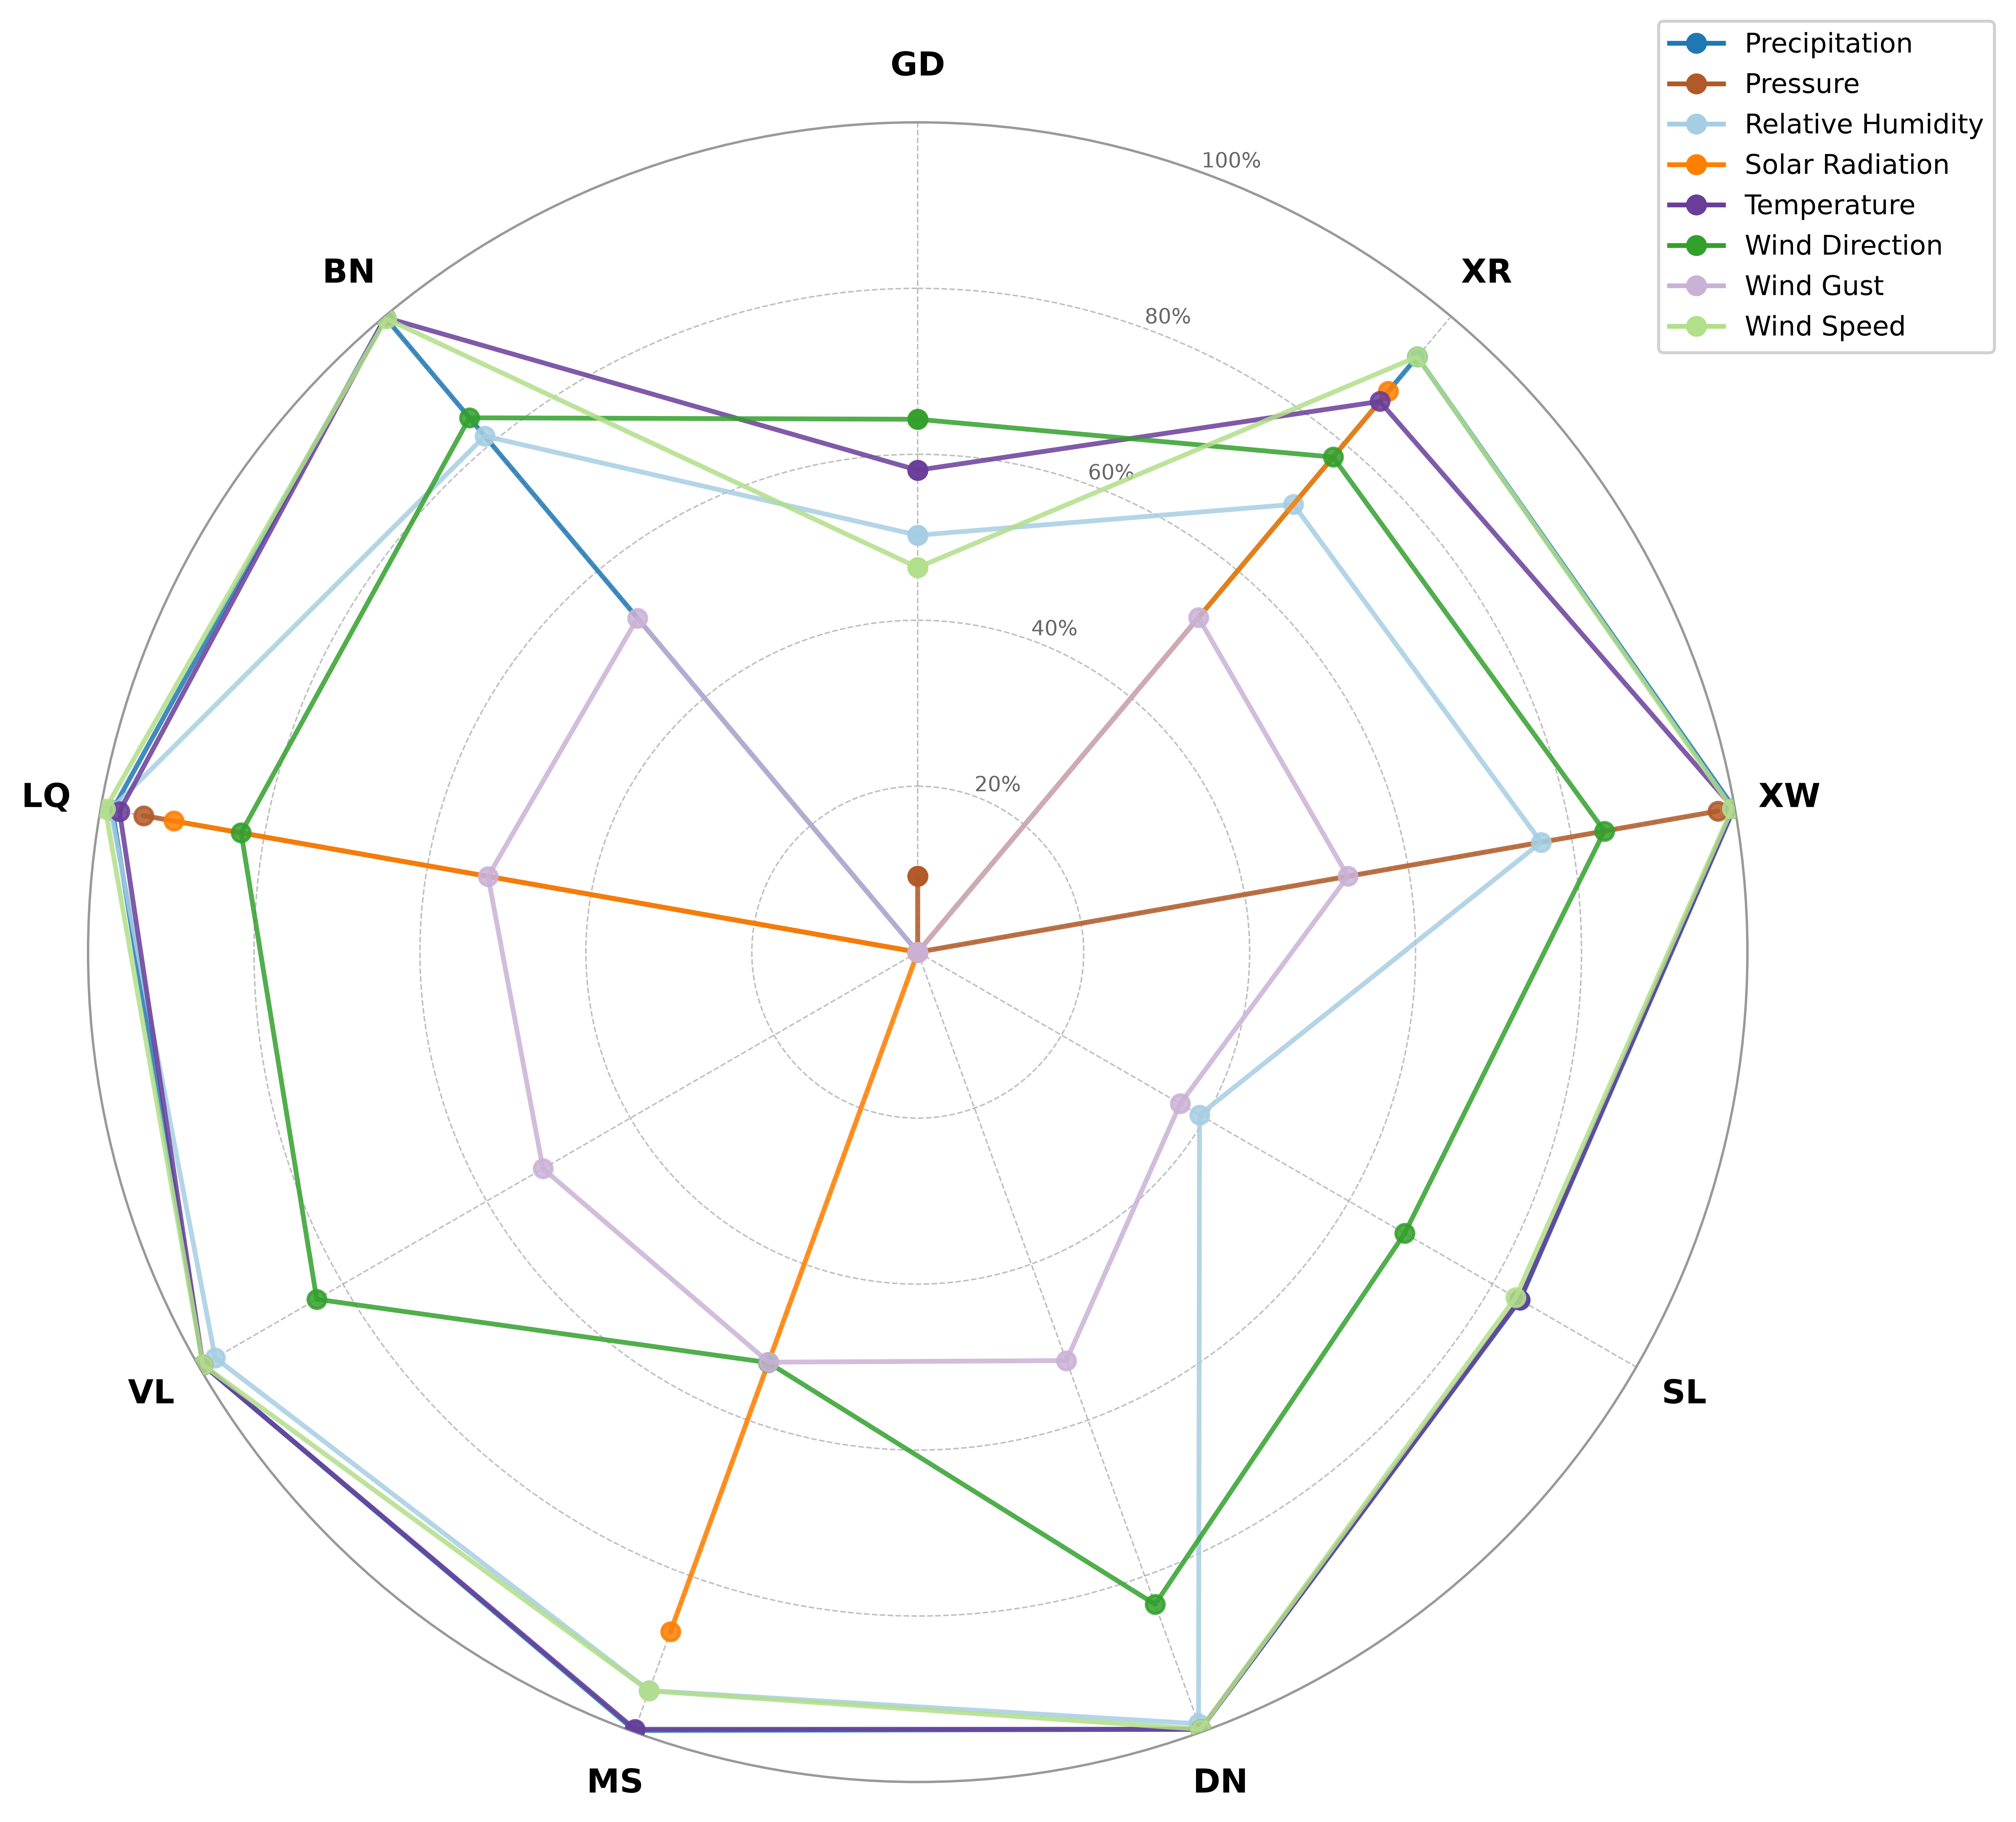 GD
XR
XW
SL
DN
MS
VL
LQ
BN
20%
40%
60%
80%
100%
Precipitation
Pressure
Relative Humidity
Solar Radiation
Temperature
Wind Direction
Wind Gust
Wind Speed